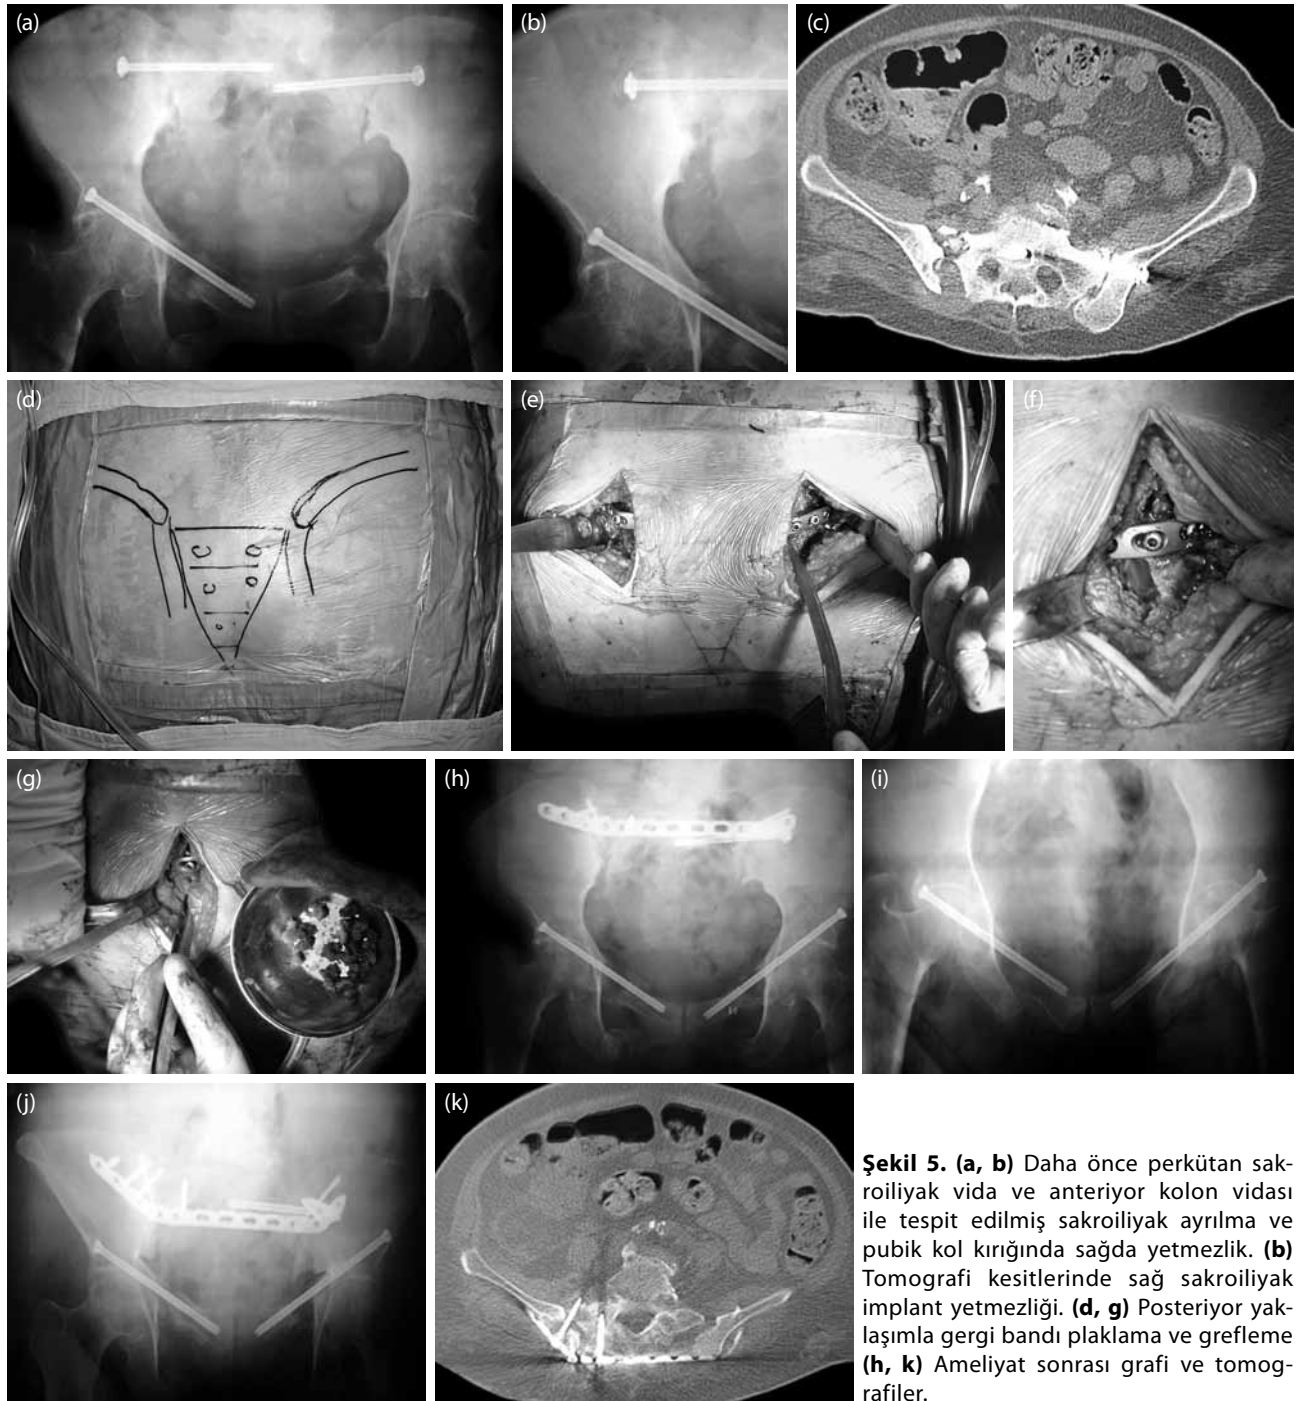 (a)
(b)
(c)
(d)
(e)
(f)
(g)
(h)
(i)
(j)
(k)
Şekil 5. (a, b) Daha önce perkütan sak-
roiliyak vida ve anteriyor kolon vidası
ile tespit edilmiş sakroiliyak ayrılma ve
pubik kol kırığında sağda yetmezlik. (b)
Tomografi kesitlerinde sağ sakroiliyak
implant yetmezliği. (d, g) Posteriyor yak-
laşımla gergi bandı plaklama ve grefleme
(h, k) Ameliyat sonrası grafi ve tomog-
rafiler.